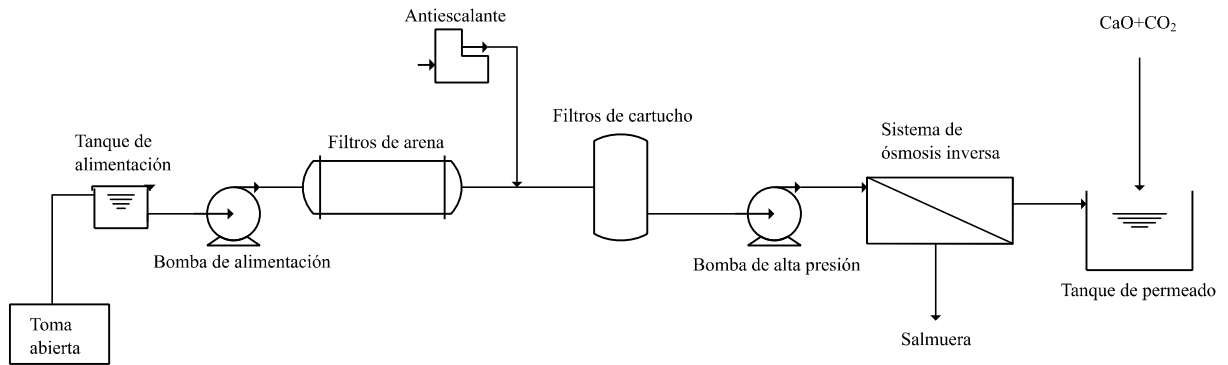 Antiescalante
CaO+CO₂
Tanque de
alimentación
Filtros de arena
Filtros de cartucho
Sistema de
ósmosis inversa
Bomba de alimentación
Bomba de alta presión
Tanque de permeado
Toma
abierta
Salmuera